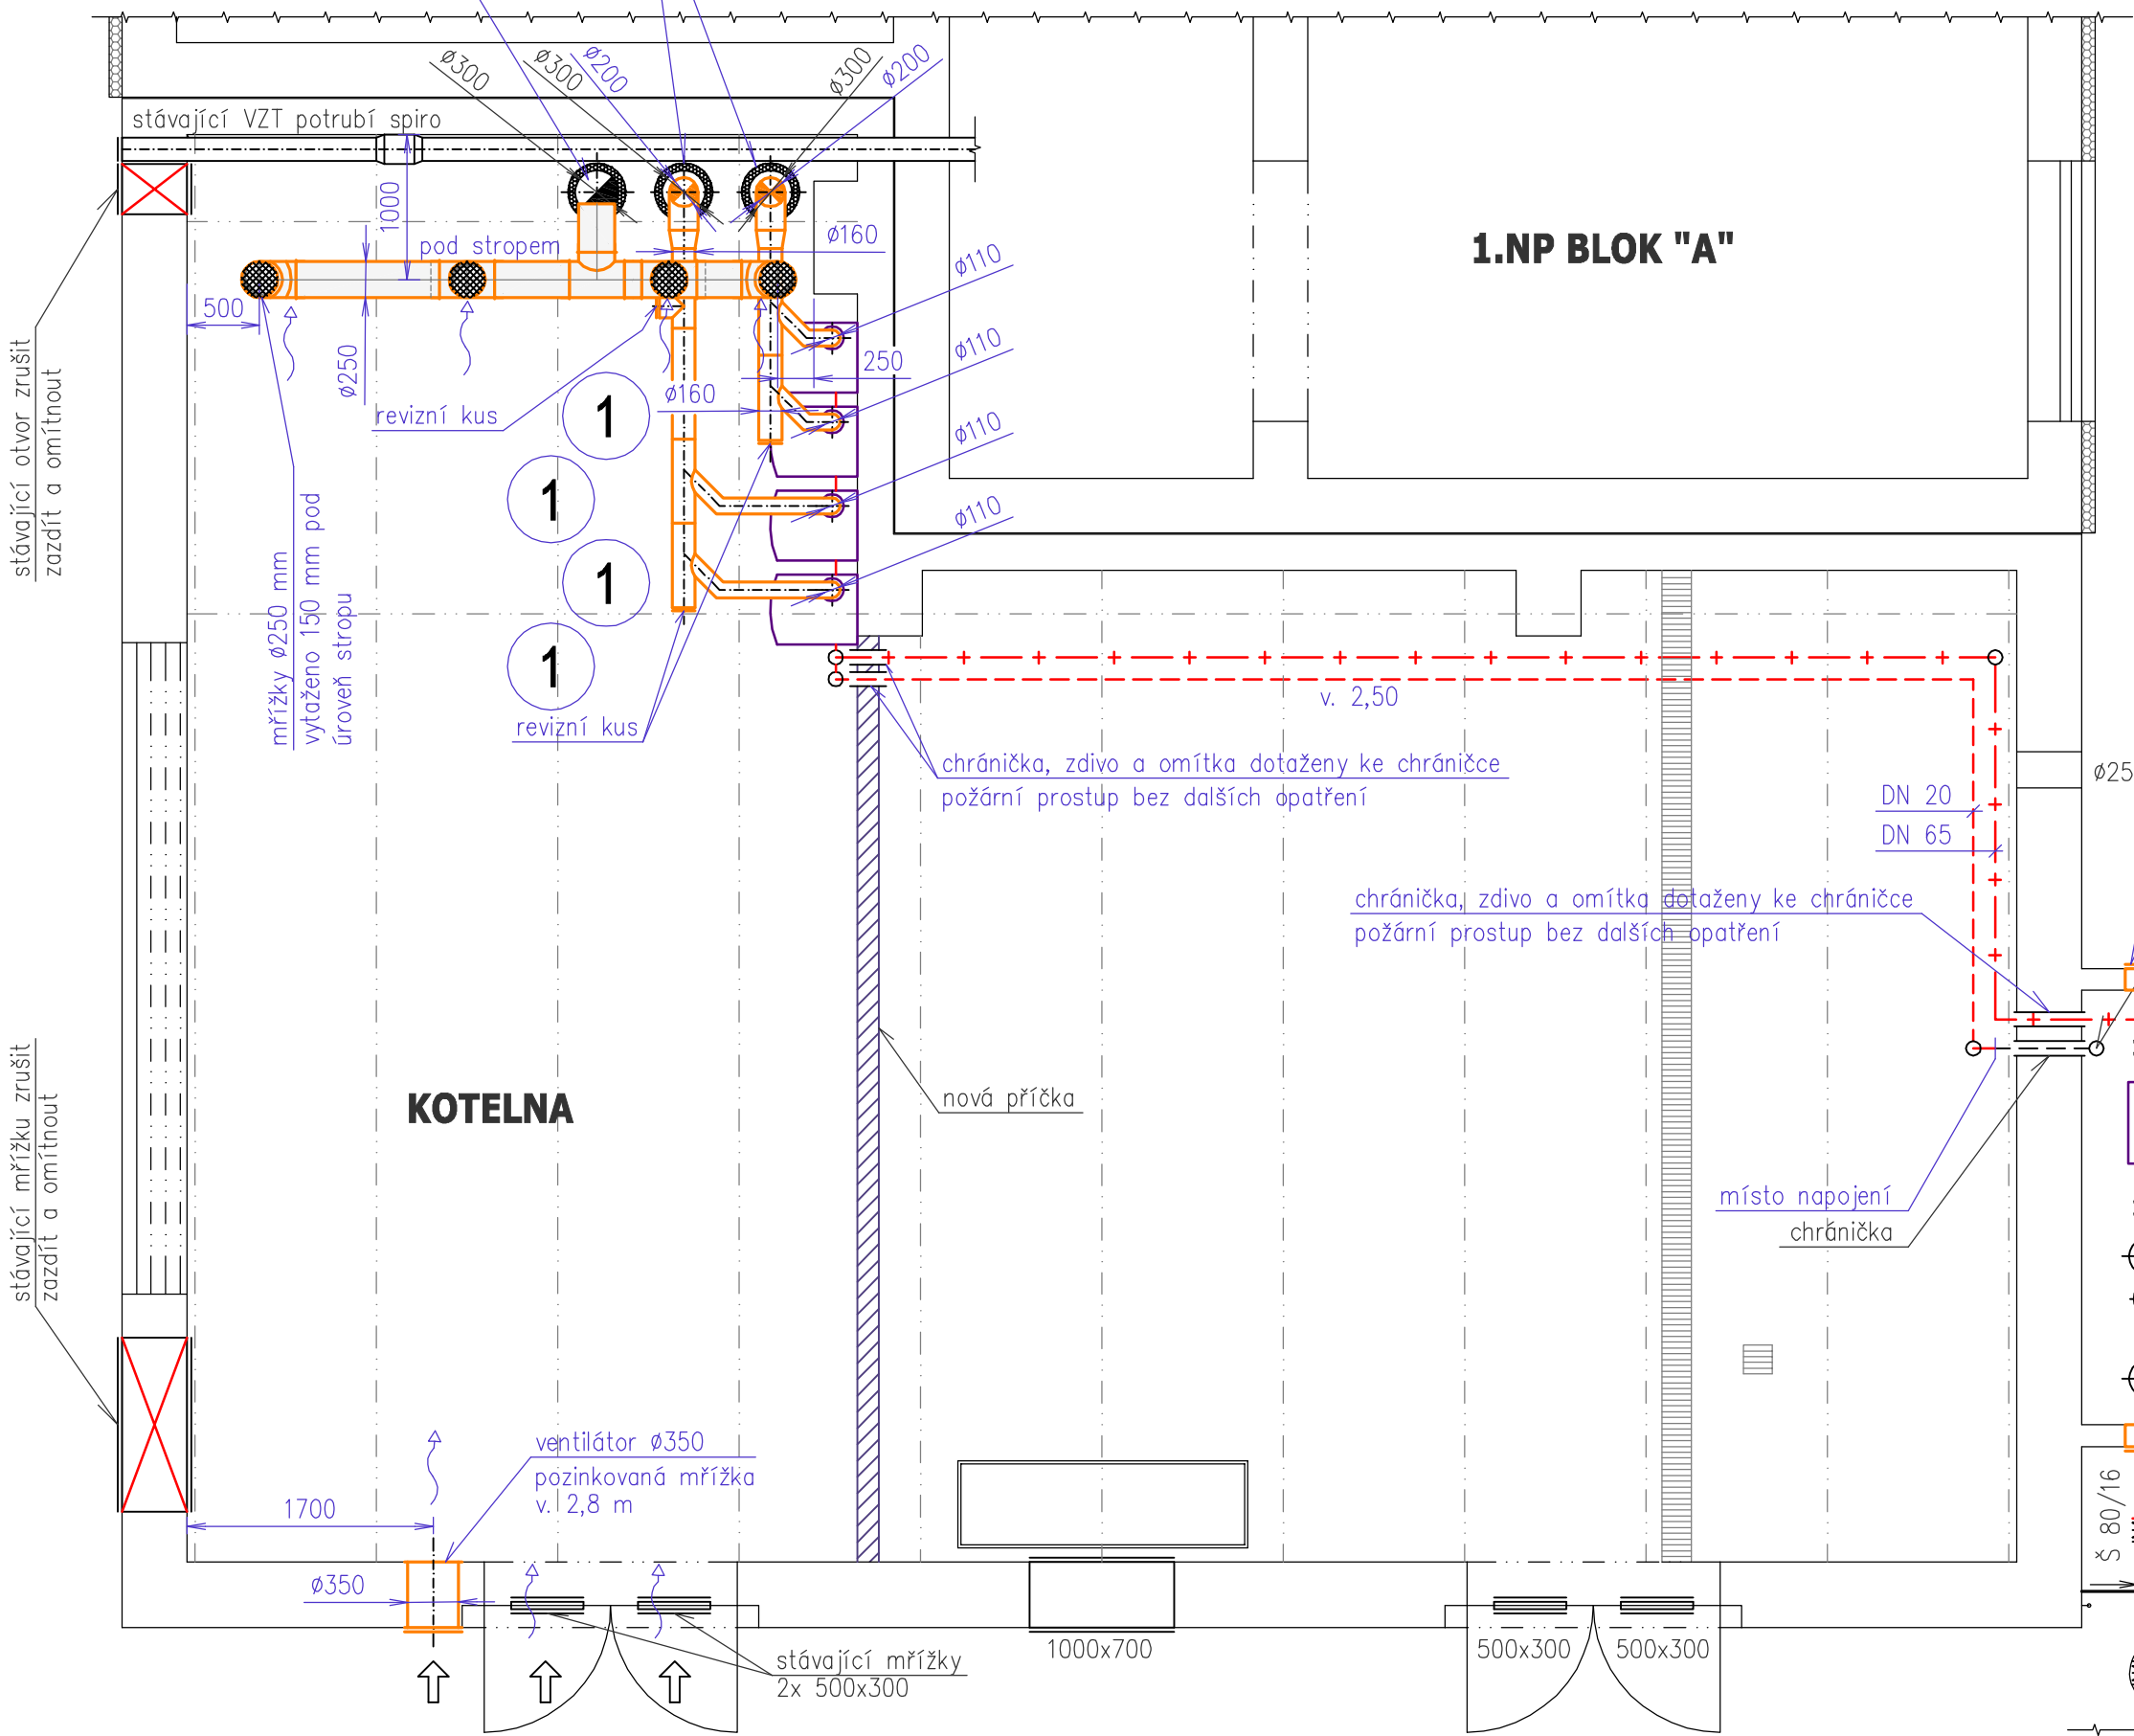 ø300
ø300
ø200
ø300
ø200
stávající VZT potrubí spiro
1000
pod stropem
ø160
ø110
1.NP BLOK "A"
500
ø250
ø110
250
ø160
revizní kus
1
ø110
1
ø110
1
1
stávající otvor zrušit
zazdít a omítnout
mřížky ø250 mm
vytaženo 150 mm pod
úroveň stropu
revizní kus
v. 2,50
chránička, zdivo a omítka dotaženy ke chráničce
požární prostup bez dalších opatření
ø25
DN 20
DN 65
chránička, zdivo a omítka dotaženy ke chráničce
požární prostup bez dalších opatření
KOTELNA
nová příčka
stávající mřížku zrušit
zazdít a omítnout
místo napojení
chránička
ventilátor ø350
pozinkovaná mřížka
v. 2,8 m
1700
ø350
Š 80/16
stávající mřížky
2x 500x300
1000x700
500x300
500x300